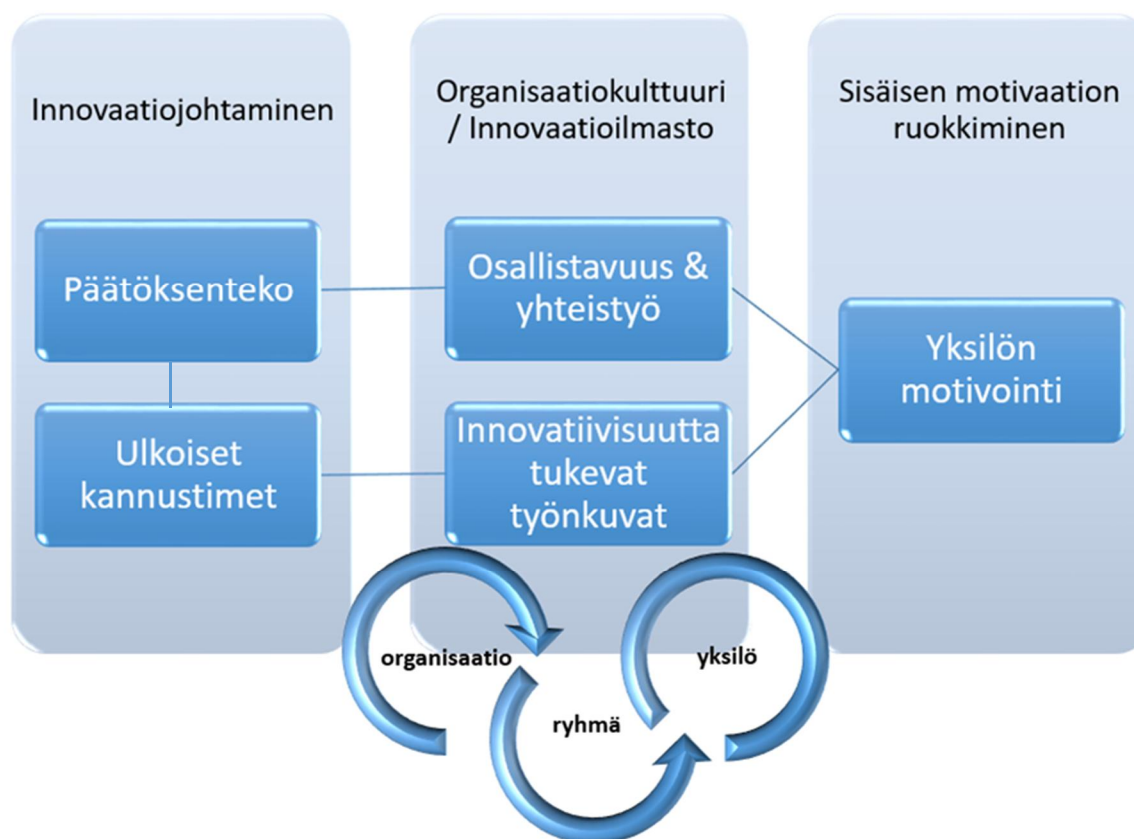 Innovaatiojohtaminen
Organisaatiokulttuuri
/ Innovaatioilmasto
Sisäisen motivaation
ruokkiminen
Päätöksenteko
Osallistavuus &
yhteistyö
Yksilön
motivointi
Ulkoiset
kannustimet
Innovatiivisuutta
tukevat
työnkuvat
organisaatio
ryhmä
yksilö